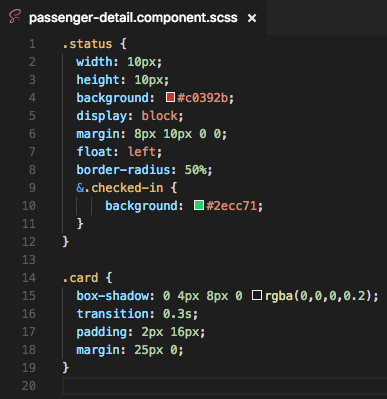 passenger-detail.component.scss ×
1 .status {
2 width: 10px;
3 height: 10px;
4 background: #c0392b;
5 display: block;
6 margin: 8px 10px 0 0;
7 float: left;
8 border-radius: 50%;
9 &.checked-in {
10 background: #2ecc71;
11 }
12 }
13
14 .card {
15 box-shadow: 0 4px 8px 0 rgba(0,0,0,0.2);
16 transition: 0.3s;
17 padding: 2px 16px;
18 margin: 25px 0;
19 }
20